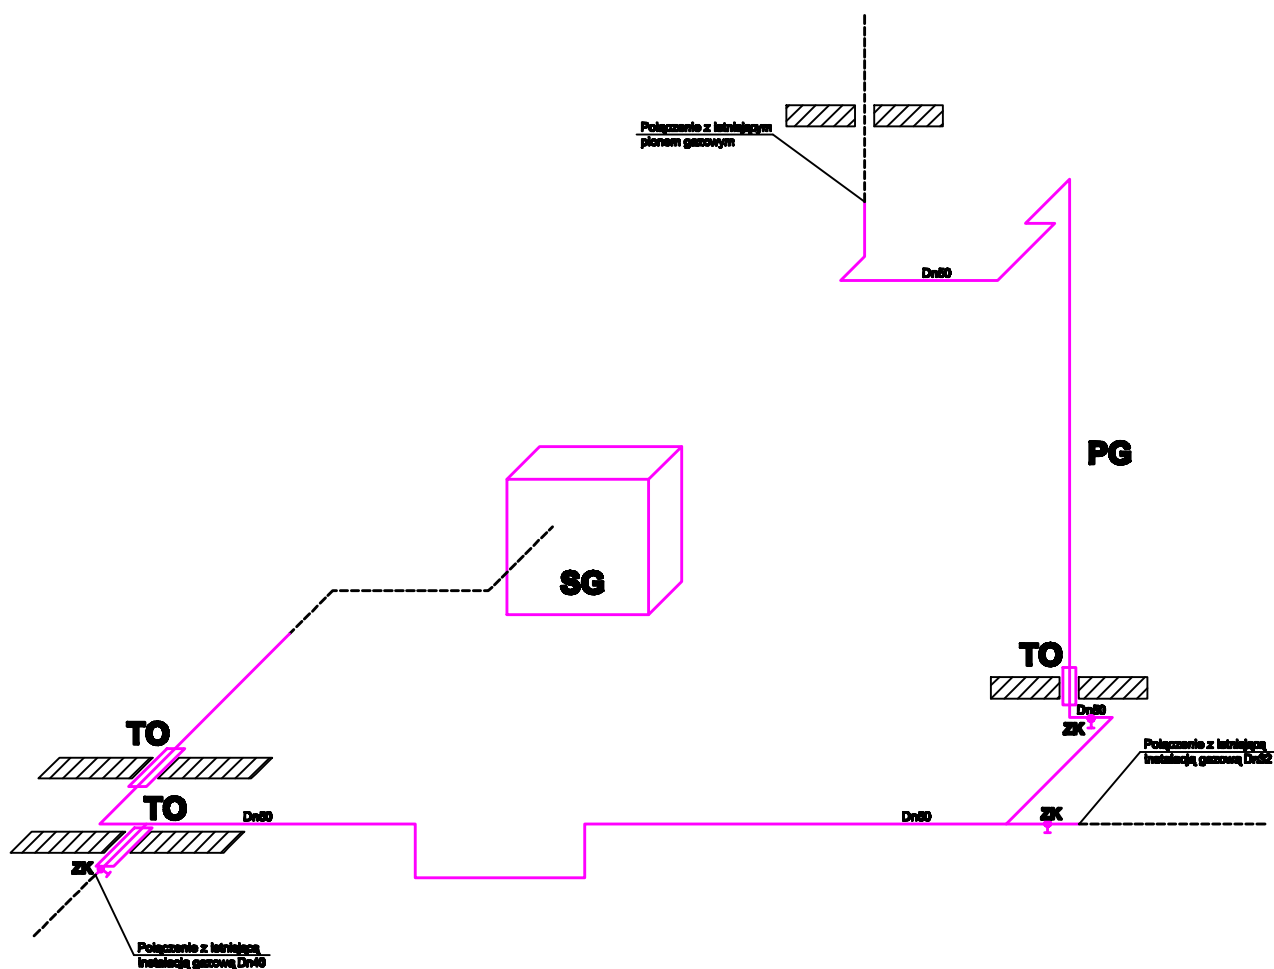 Połączenie z istniejącym
pionem gazowym
Dn50
PG
SG
TO
Dn50
ZK
TO
Połączenie z istniejącą
instalacją gazową Dn32
TO
Dn50
Dn50
ZK
ZK
Połączenie z istniejącą
instalacją gazową Dn40